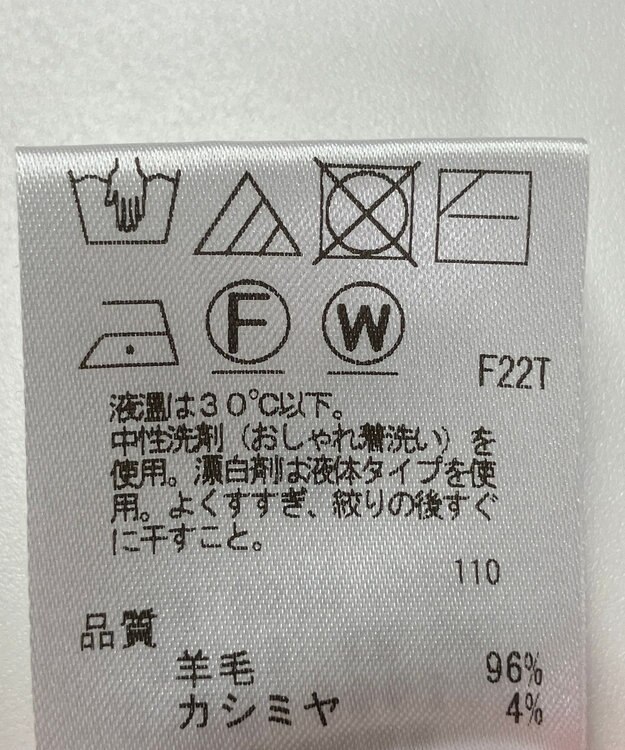 F
W
F22T
液温は30℃以下。
中性洗剤（おしゃれ着洗い）を
使用。漂白剤は液体タイプを使
用。よくすすぎ、絞りの後すぐ
に干すこと。
110
品質
羊毛 96%
カシミヤ 4%